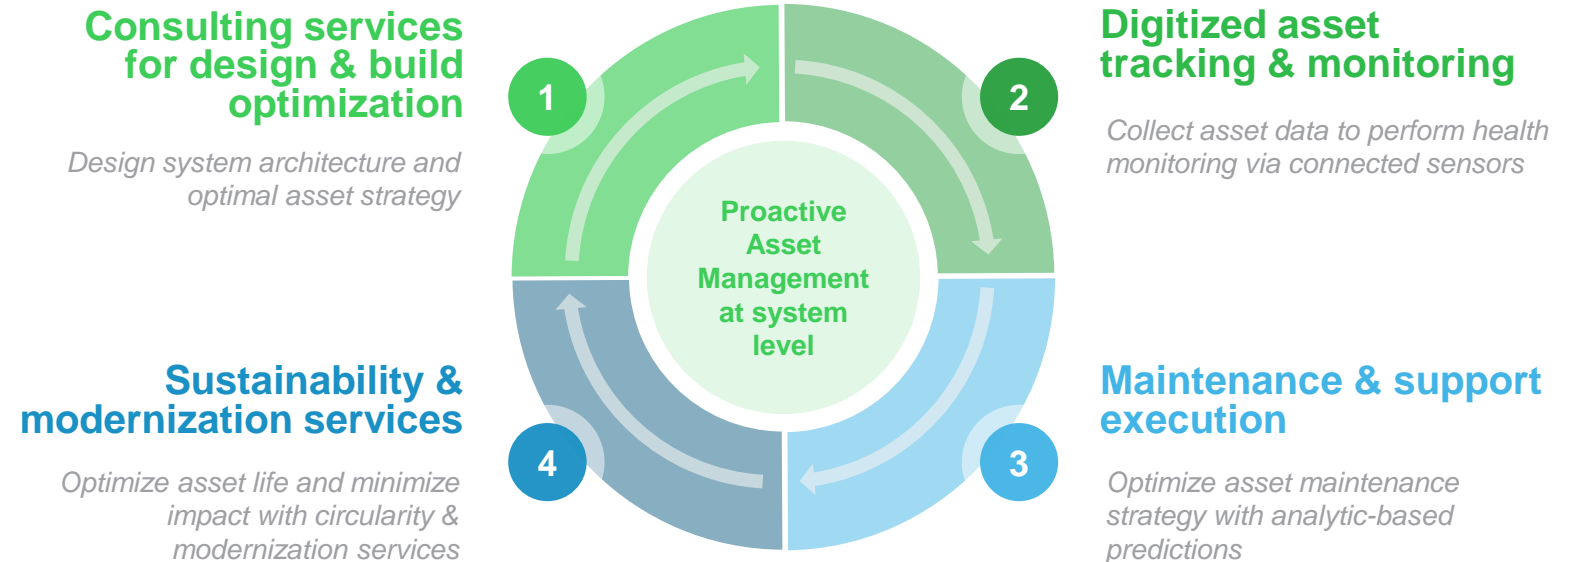 Consulting services
for design & build
optimization
Design system architecture and
optimal asset strategy
1
Digitized asset
tracking & monitoring
Collect asset data to perform health
monitoring via connected sensors
2
Proactive
Asset
Management
at system
level
Sustainability &
modernization services
Optimize asset life and minimize
impact with circularity &
modernization services
4
Maintenance & support
execution
Optimize asset maintenance
strategy with analytic-based
predictions
3